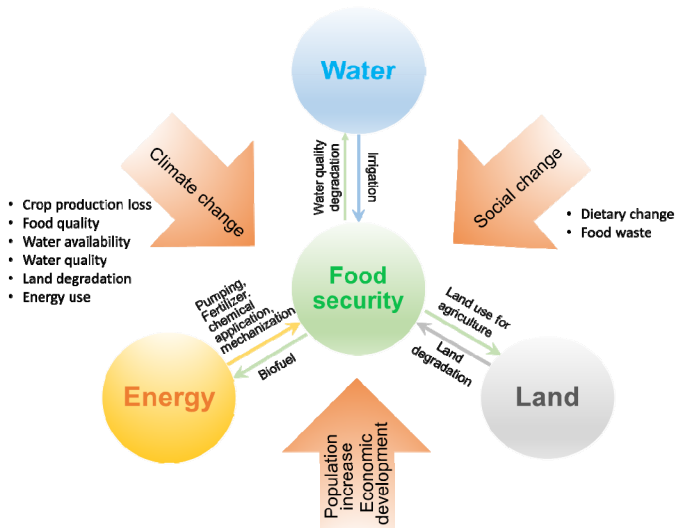 Water
Climate change
Water quality
degradation
Irrigation
Social change
• Crop production loss
• Food quality
• Water availability
• Water quality
• Land degradation
• Energy use
• Dietary change
• Food waste
Food
security
Pumping,
Fertilizer,
chemical
application,
mechanization
Biofuel
Land use for
agriculture
Land
degradation
Energy
Land
Population
increase
Economic
development